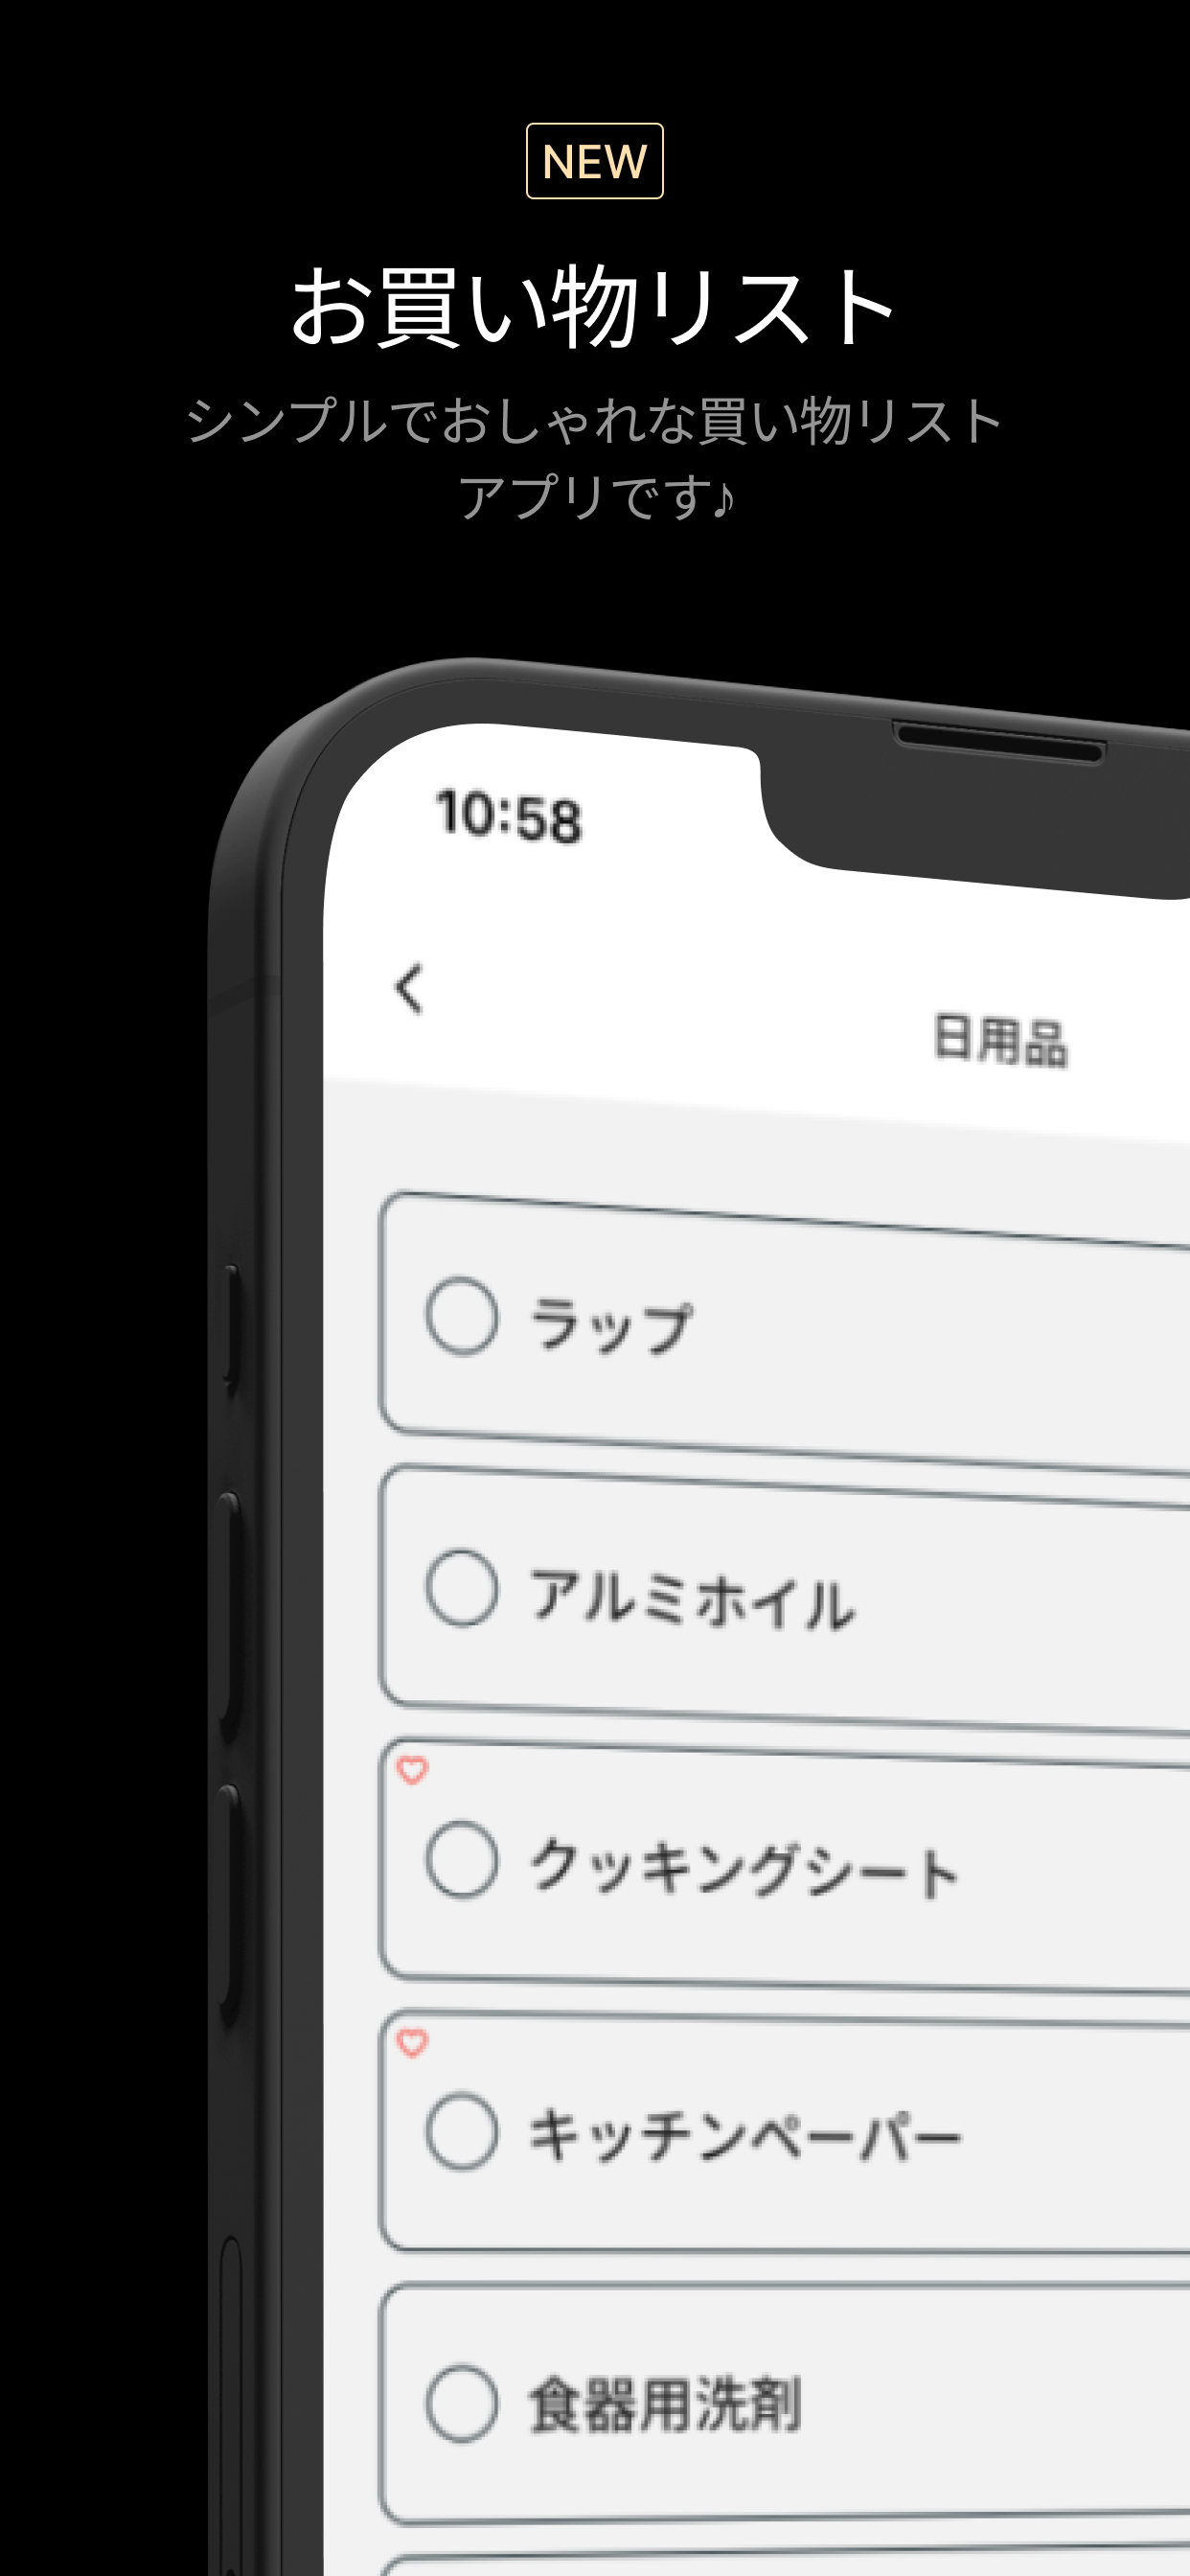 NEW
お買い物リスト
シンプルでおしゃれな買い物リスト
アプリです♪
10:58
日用品
ラップ
アルミホイル
クッキングシート
キッチンペーパー
食器用洗剤